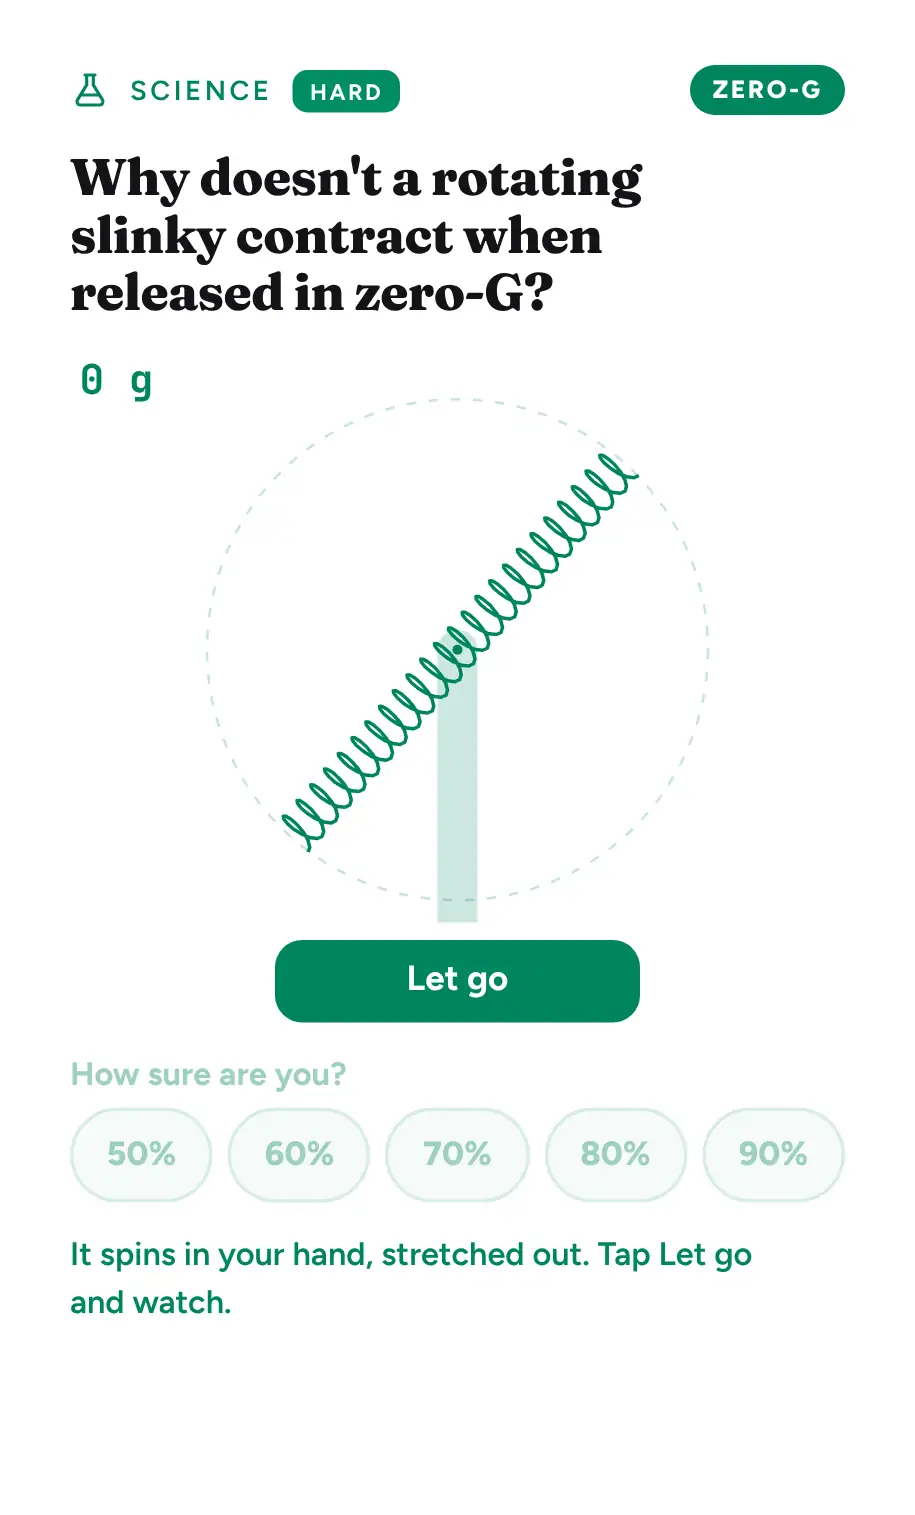 SCIENCE HARD ZERO-G
Why doesn't a rotating
slinky contract when
released in zero-G?
0 g
Let go
How sure are you?
50% 60% 70% 80% 90%
It spins in your hand, stretched out. Tap Let go
and watch.